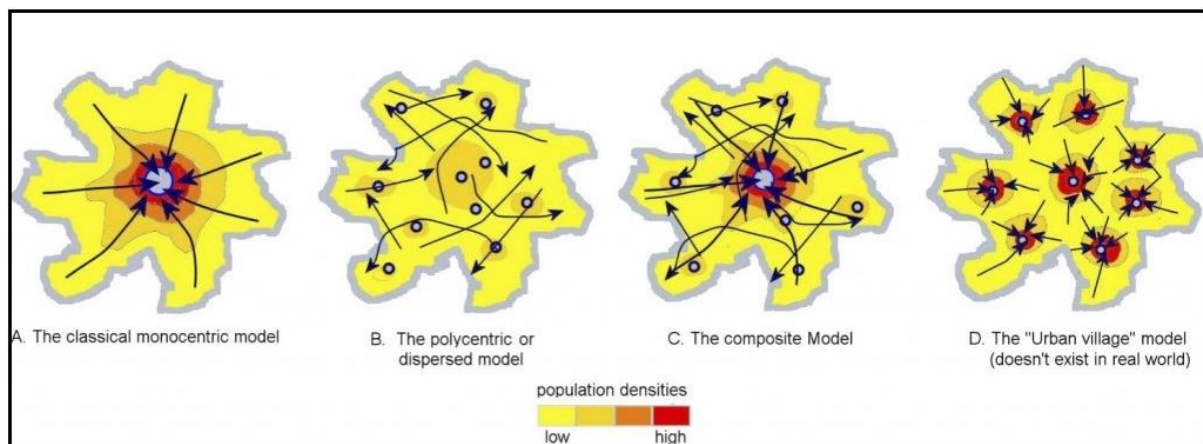 A. The classical monocentric model
B. The polycentric or
dispersed model
C. The composite Model
D. The "Urban village" model
(doesn't exist in real world)
population densities
low high